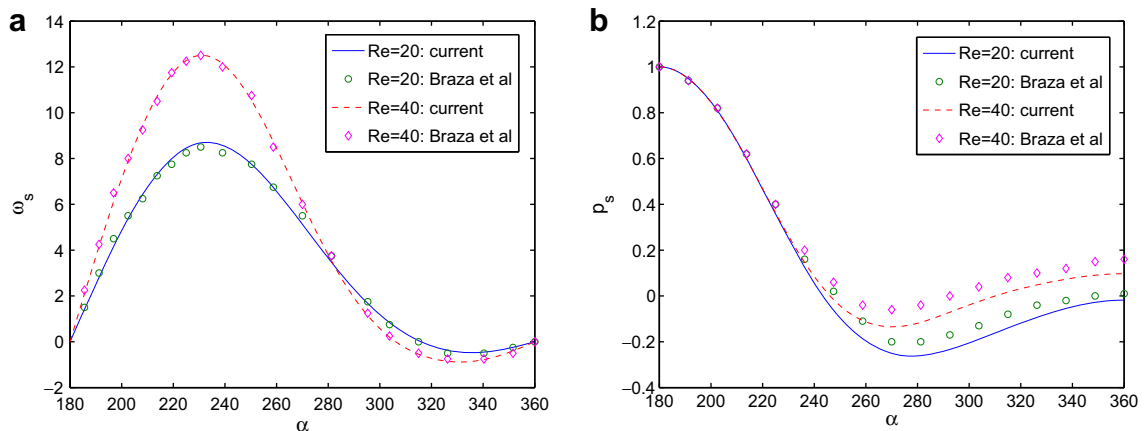 a
14
12
10
8
6
4
2
0
−2
180 200 220 240 260 280 300 320 340 360
ω_s
α
Re=20: current
Re=20: Braza et al
Re=40: current
Re=40: Braza et al
b
1.2
1
0.8
0.6
0.4
0.2
0
−0.2
−0.4
180 200 220 240 260 280 300 320 340 360
p_s
α
Re=20: current
Re=20: Braza et al
Re=40: current
Re=40: Braza et al